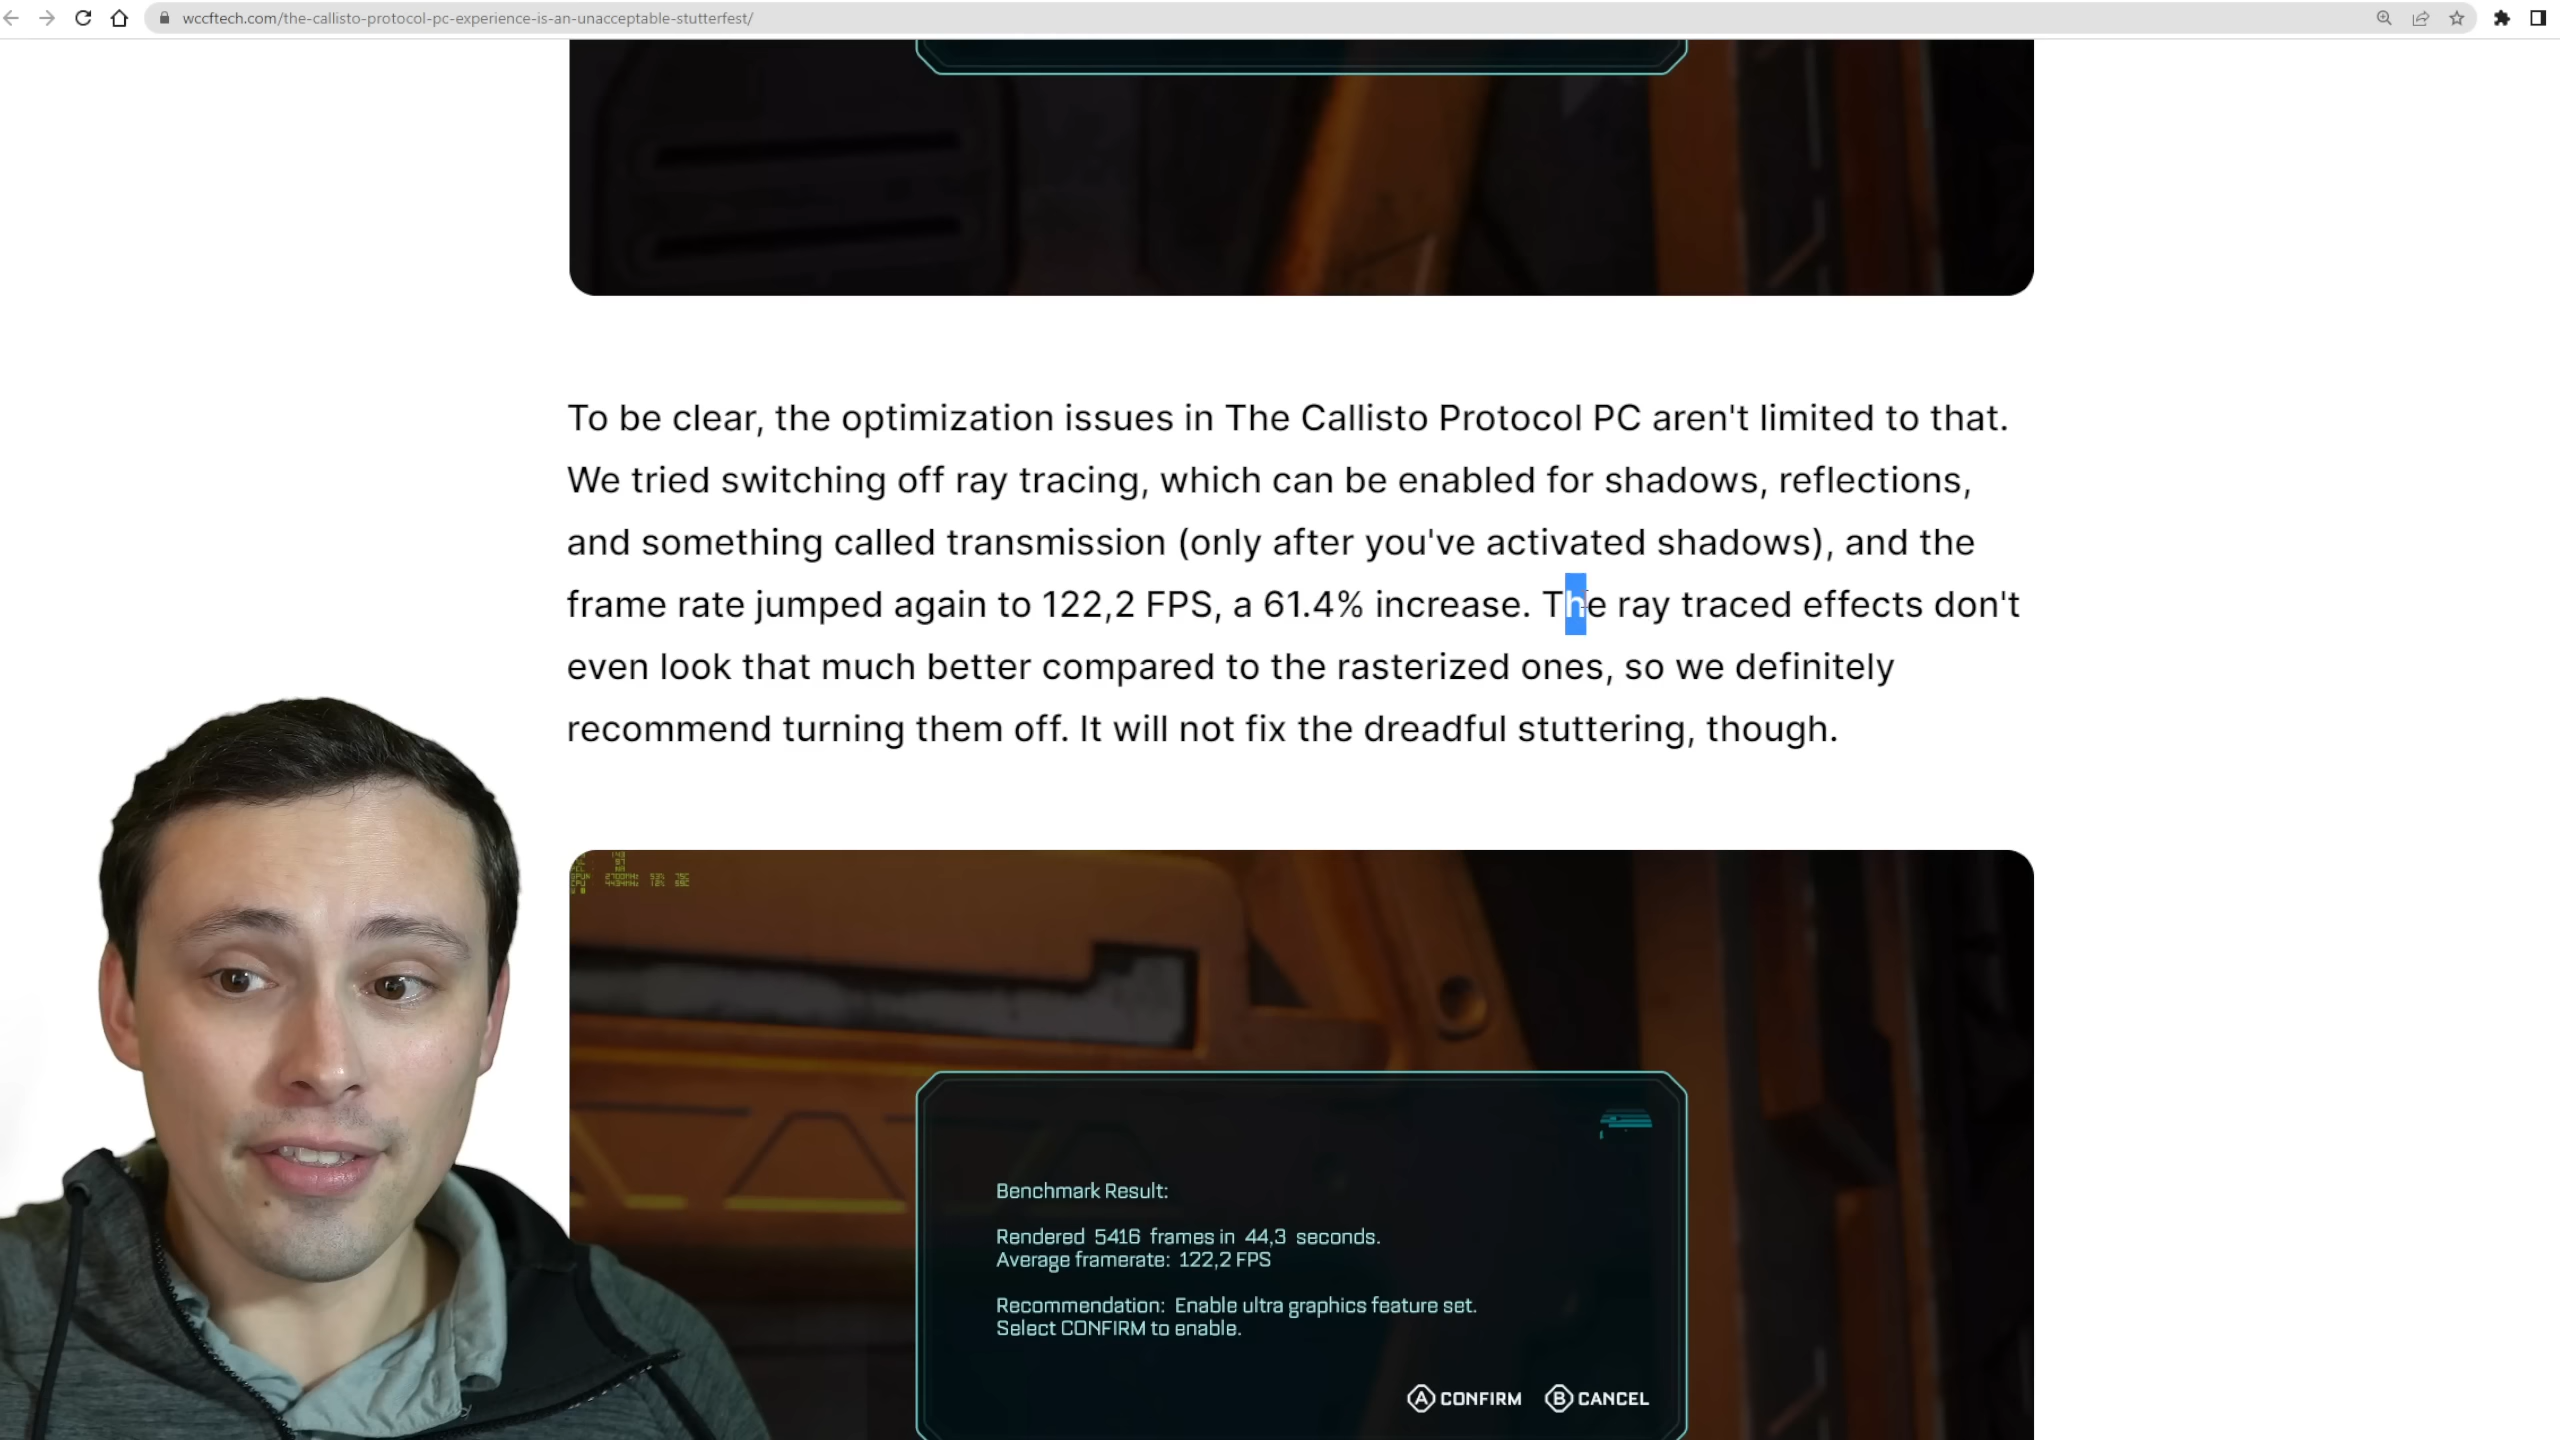 wccftech.com/the-callisto-protocol-pc-experience-is-an-unacceptable-stutterfest/
To be clear, the optimization issues in The Callisto Protocol PC aren't limited to that.
We tried switching off ray tracing, which can be enabled for shadows, reflections,
and something called transmission (only after you've activated shadows), and the
frame rate jumped again to 122,2 FPS, a 61.4% increase. The ray traced effects don't
even look that much better compared to the rasterized ones, so we definitely
recommend turning them off. It will not fix the dreadful stuttering, though.
Benchmark Result:
Rendered 5416 frames in 44,3 seconds.
Average framerate: 122,2 FPS
Recommendation: Enable ultra graphics feature set.
Select CONFIRM to enable.
A CONFIRM B CANCEL